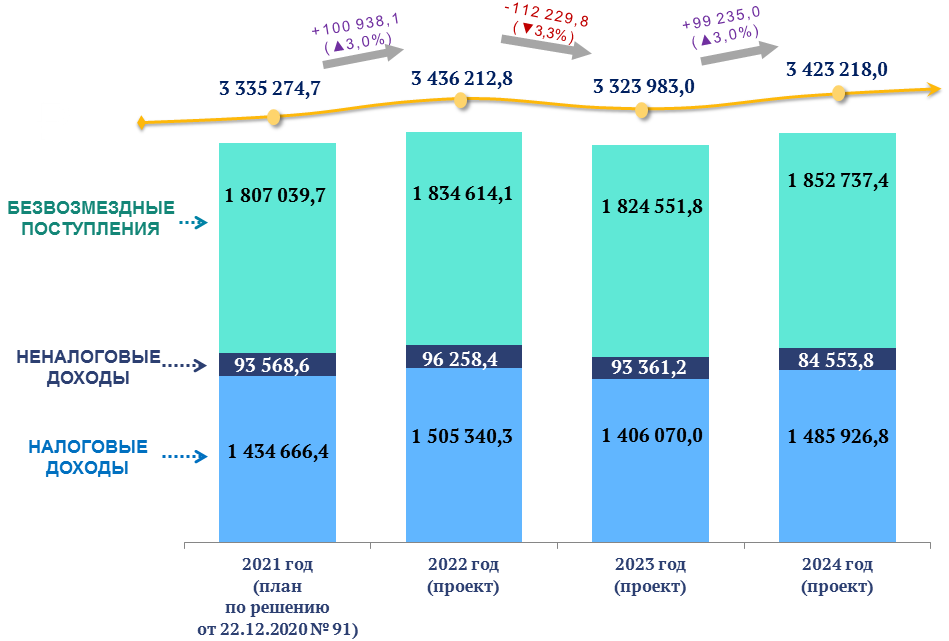 +100 938,1
(▲3,0%)
-112 229,8
(▼3,3%)
+99 235,0
(▲3,0%)
3 335 274,7
3 436 212,8
3 323 983,0
3 423 218,0
БЕЗВОЗМЕЗДНЫЕ
ПОСТУПЛЕНИЯ
1 807 039,7
1 834 614,1
1 824 551,8
1 852 737,4
НЕНАЛОГОВЫЕ
ДОХОДЫ
93 568,6
96 258,4
93 361,2
84 553,8
НАЛОГОВЫЕ
ДОХОДЫ
1 434 666,4
1 505 340,3
1 406 070,0
1 485 926,8
2021 год
(план
по решению
от 22.12.2020 № 91)
2022 год
(проект)
2023 год
(проект)
2024 год
(проект)